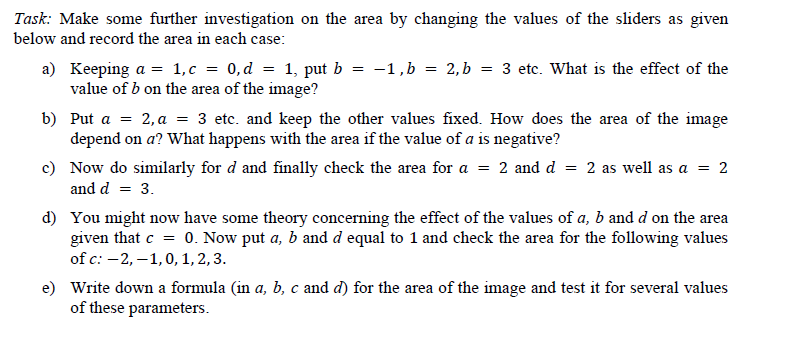 Task: Make some further investigation on the area by changing the values of the sliders as given
below and record the area in each case:
a) Keeping a = 1, c = 0, d = 1, put b = −1 , b = 2, b = 3 etc. What is the effect of the
value of b on the area of the image?
b) Put a = 2, a = 3 etc. and keep the other values fixed. How does the area of the image
depend on a? What happens with the area if the value of a is negative?
c) Now do similarly for d and finally check the area for a = 2 and d = 2 as well as a = 2
and d = 3.
d) You might now have some theory concerning the effect of the values of a, b and d on the area
given that c = 0. Now put a, b and d equal to 1 and check the area for the following values
of c: −2, −1, 0, 1, 2, 3.
e) Write down a formula (in a, b, c and d) for the area of the image and test it for several values
of these parameters.